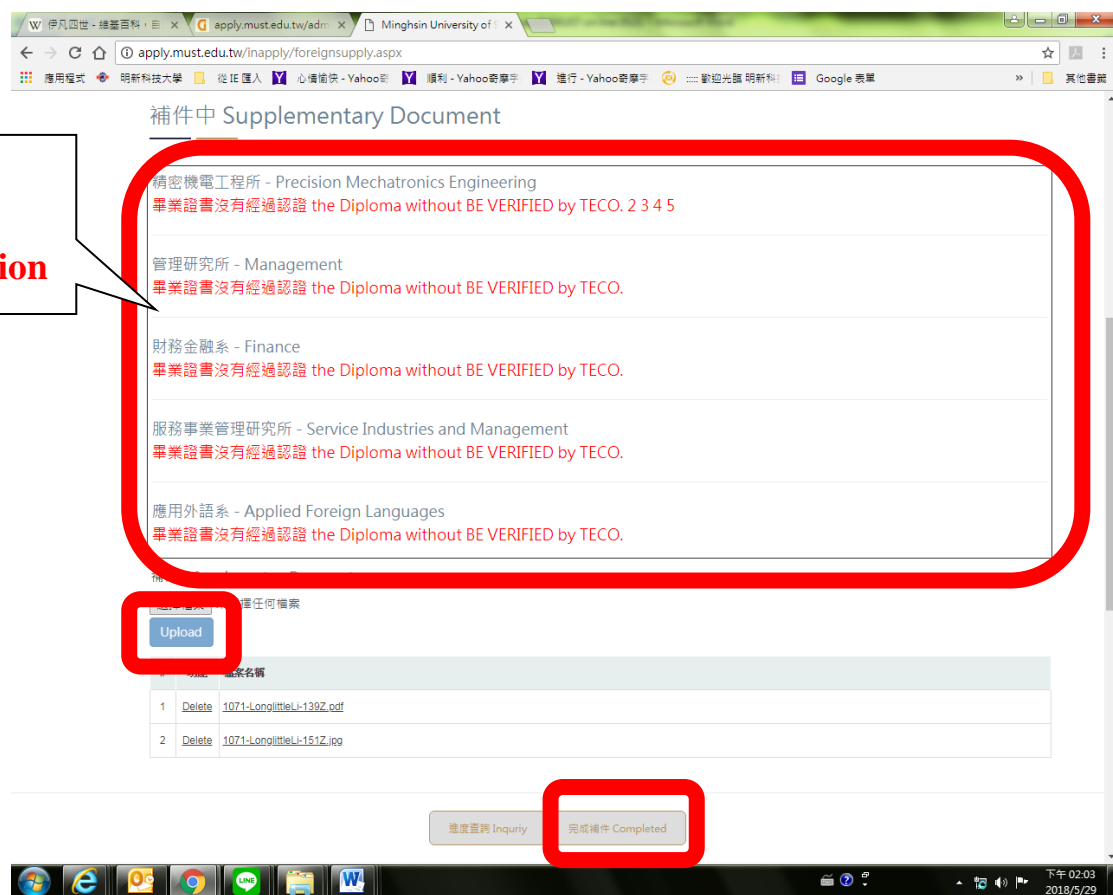 伊凡四世 - 維基百科，自
apply.must.edu.tw/adm
Minghsin University of S
apply.must.edu.tw/inapply/foreignsupply.aspx
應用程式
明新科技大學
從 IE 匯入
心情愉快 - Yahoo奇
順利 - Yahoo奇摩字
進行 - Yahoo奇摩字
::::: 歡迎光臨 明新科
Google 表單
»
其他書籤
補件中 Supplementary Document
ion
精密機電工程所 - Precision Mechatronics Engineering
畢業證書沒有經過認證 the Diploma without BE VERIFIED by TECO. 2 3 4 5
管理研究所 - Management
畢業證書沒有經過認證 the Diploma without BE VERIFIED by TECO.
財務金融系 - Finance
畢業證書沒有經過認證 the Diploma without BE VERIFIED by TECO.
服務事業管理研究所 - Service Industries and Management
畢業證書沒有經過認證 the Diploma without BE VERIFIED by TECO.
應用外語系 - Applied Foreign Languages
畢業證書沒有經過認證 the Diploma without BE VERIFIED by TECO.
擇任何檔案
Upload
檔案名稱
1 Delete 1071-LonglittleLi-139Z.pdf
2 Delete 1071-LonglittleLi-151Z.jpg
進度查詢 Inquriy
完成補件 Completed
下午 02:03
2018/5/29